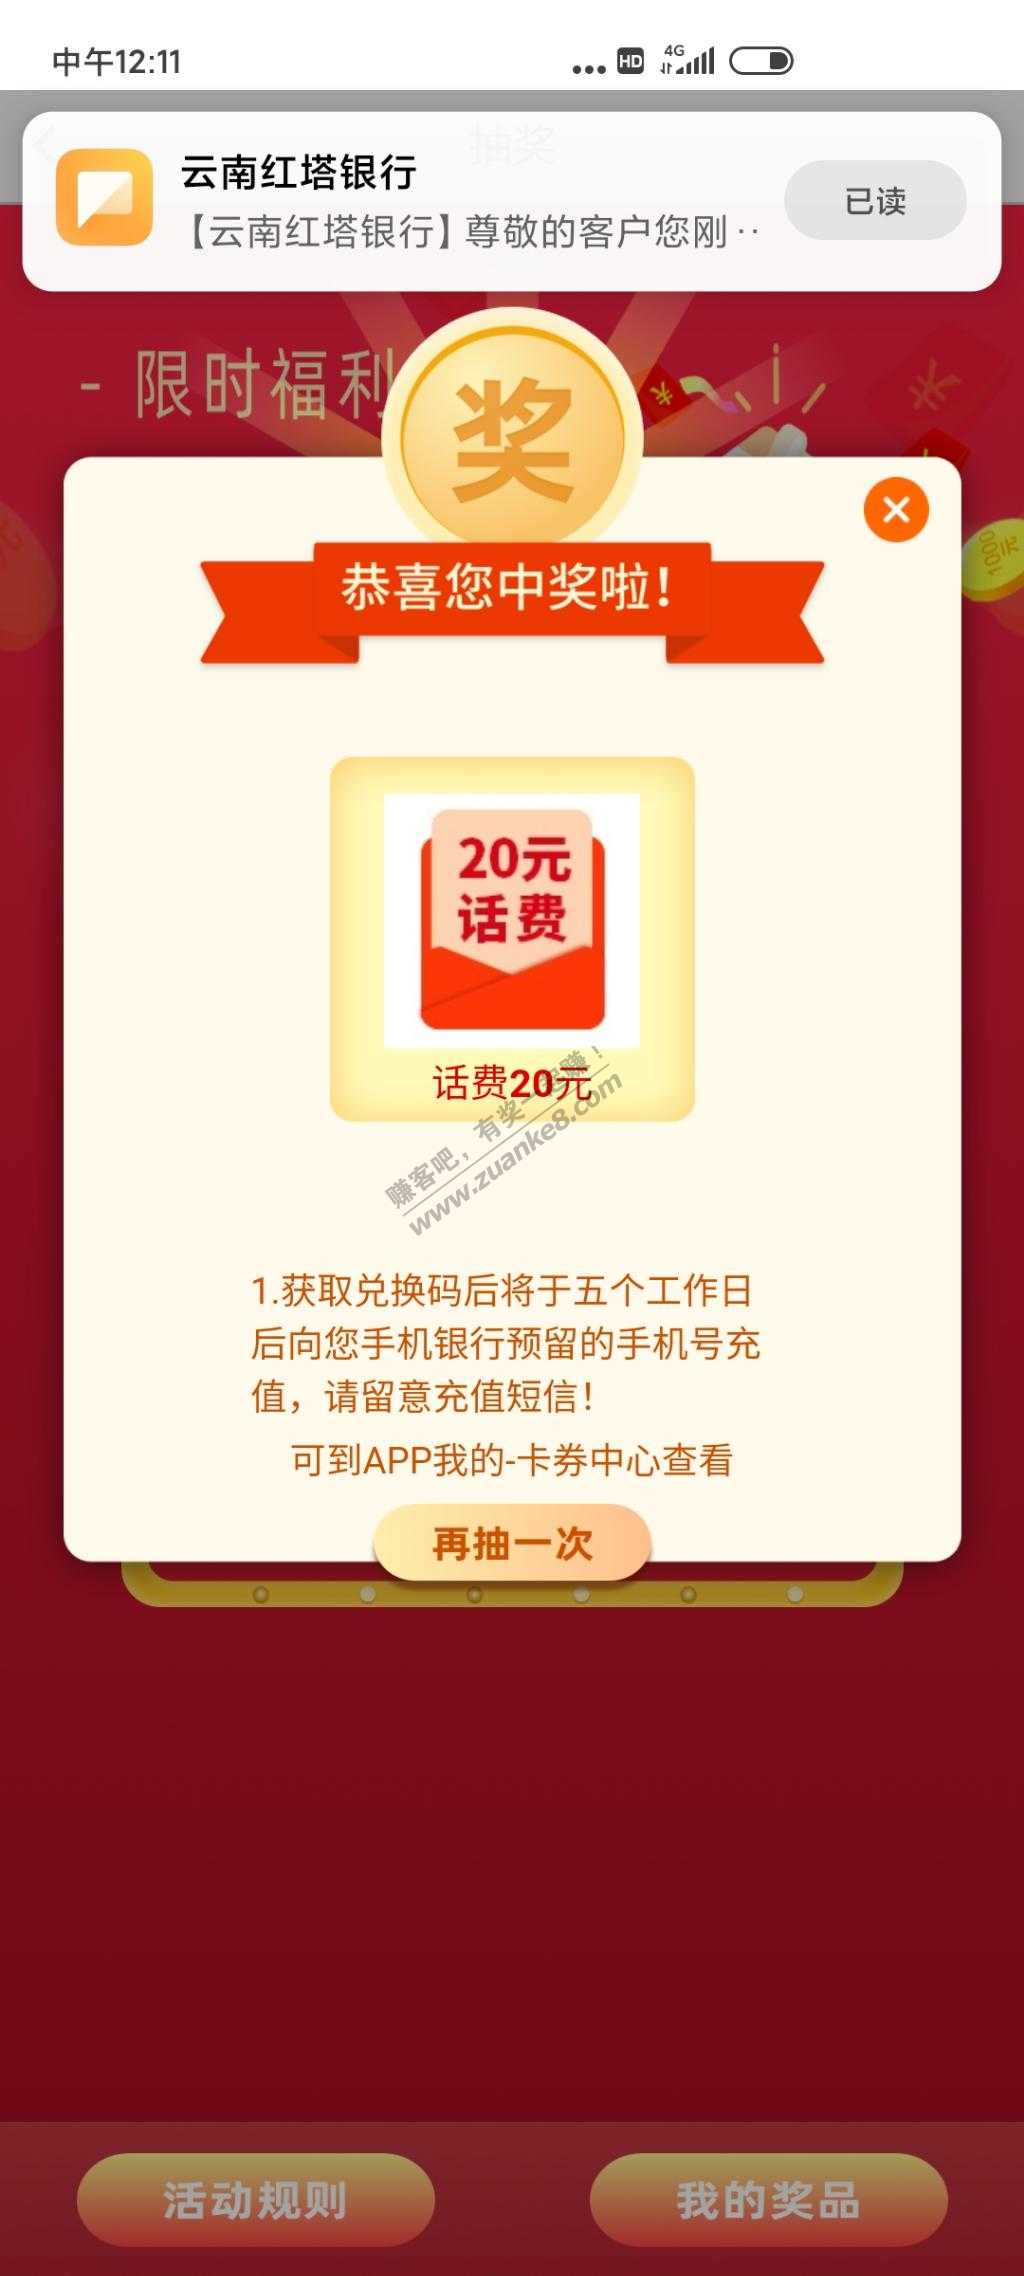 中午12:11
HD
4G
抽奖
云南红塔银行
【云南红塔银行】尊敬的客户您刚··
已读
- 限时福利
奖
1000元
恭喜您中奖啦！
20元
话费
话费20元
赚客吧，有奖一起赚！
www.zuanke8.com
1.获取兑换码后将于五个工作日
后向您手机银行预留的手机号充
值，请留意充值短信！
可到APP我的-卡券中心查看
再抽一次
活动规则
我的奖品